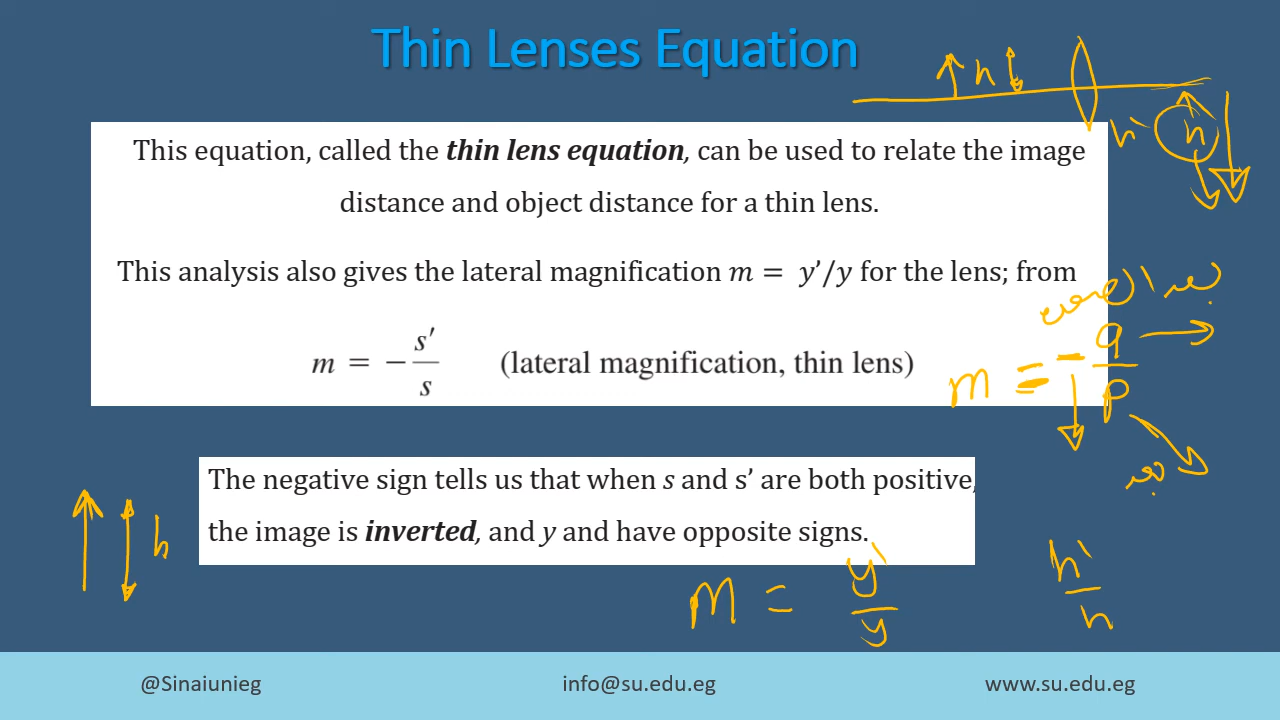 Thin Lenses Equation
h
h'
h
This equation, called the thin lens equation, can be used to relate the image
distance and object distance for a thin lens.
This analysis also gives the lateral magnification m = y’/y for the lens; from
m = − s′/s (lateral magnification, thin lens)
m = − q/p
The negative sign tells us that when s and s’ are both positive,
the image is inverted, and y and have opposite signs.
h
m = y'/y
h'/h
@Sinaiunieg
info@su.edu.eg
www.su.edu.eg